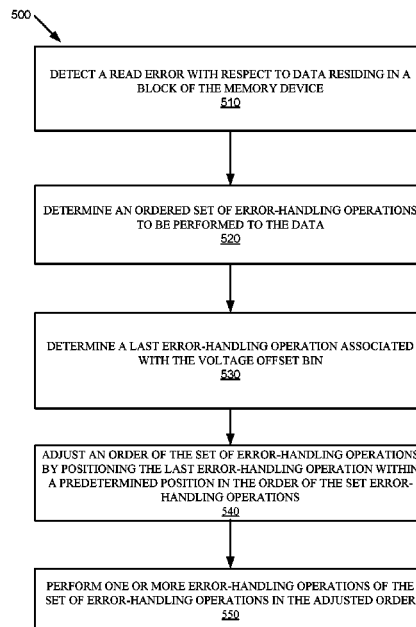 500
DETECT A READ ERROR WITH RESPECT TO DATA RESIDING IN A
BLOCK OF THE MEMORY DEVICE
510
DETERMINE AN ORDERED SET OF ERROR-HANDLING OPERATIONS
TO BE PERFORMED TO THE DATA
520
DETERMINE A LAST ERROR-HANDLING OPERATION ASSOCIATED
WITH THE VOLTAGE OFFSET BIN
530
ADJUST AN ORDER OF THE SET OF ERROR-HANDLING OPERATIONS
BY POSITIONING THE LAST ERROR-HANDLING OPERATION WITHIN
A PREDETERMINED POSITION IN THE ORDER OF THE SET ERROR-
HANDLING OPERATIONS
540
PERFORM ONE OR MORE ERROR-HANDLING OPERATIONS OF THE
SET OF ERROR-HANDLING OPERATIONS IN THE ADJUSTED ORDER
550